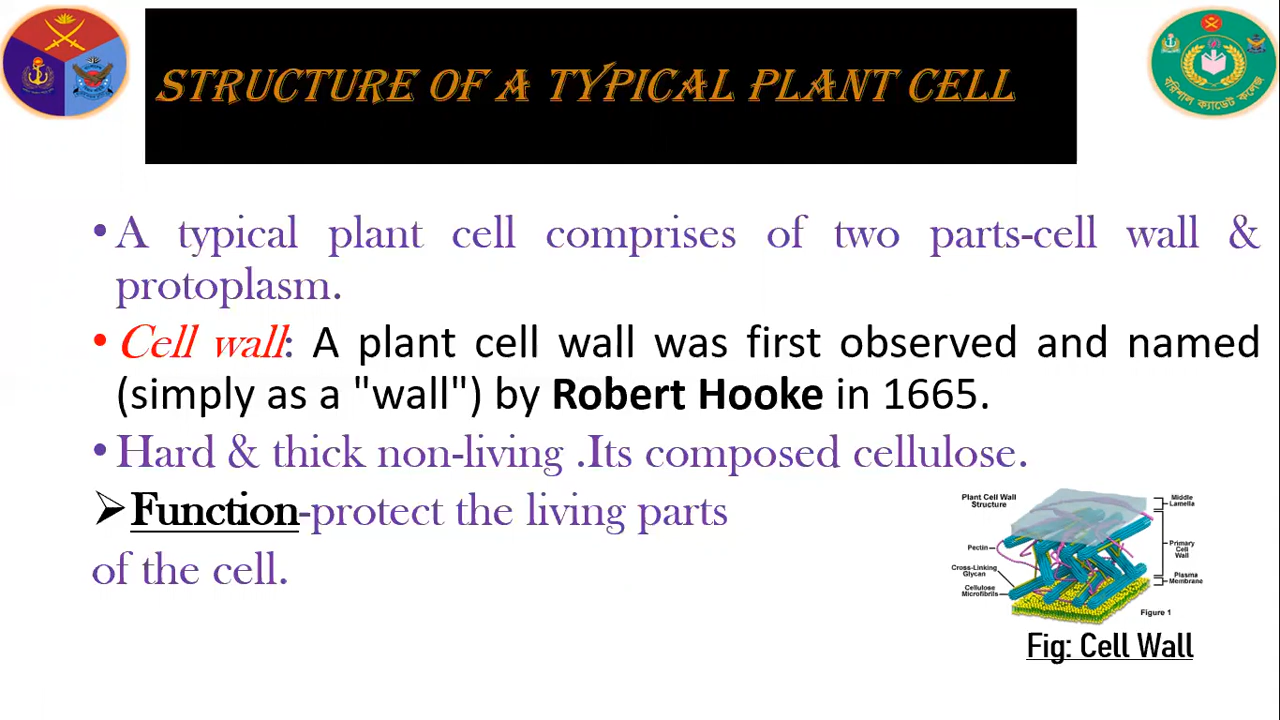 STRUCTURE OF A TYPICAL PLANT CELL
বরিশাল ক্যাডেট কলেজ
•A typical plant cell comprises of two parts-cell wall &
protoplasm.
•Cell wall: A plant cell wall was first observed and named
(simply as a "wall") by Robert Hooke in 1665.
•Hard & thick non-living .Its composed cellulose.
➢Function-protect the living parts
of the cell.
Plant Cell Wall
Structure
Middle
Lamella
Pectin
Primary
Cell
Wall
Cross-Linking
Glycan
Plasma
Membrane
Cellulose
Microfibrils
Figure 1
Fig: Cell Wall